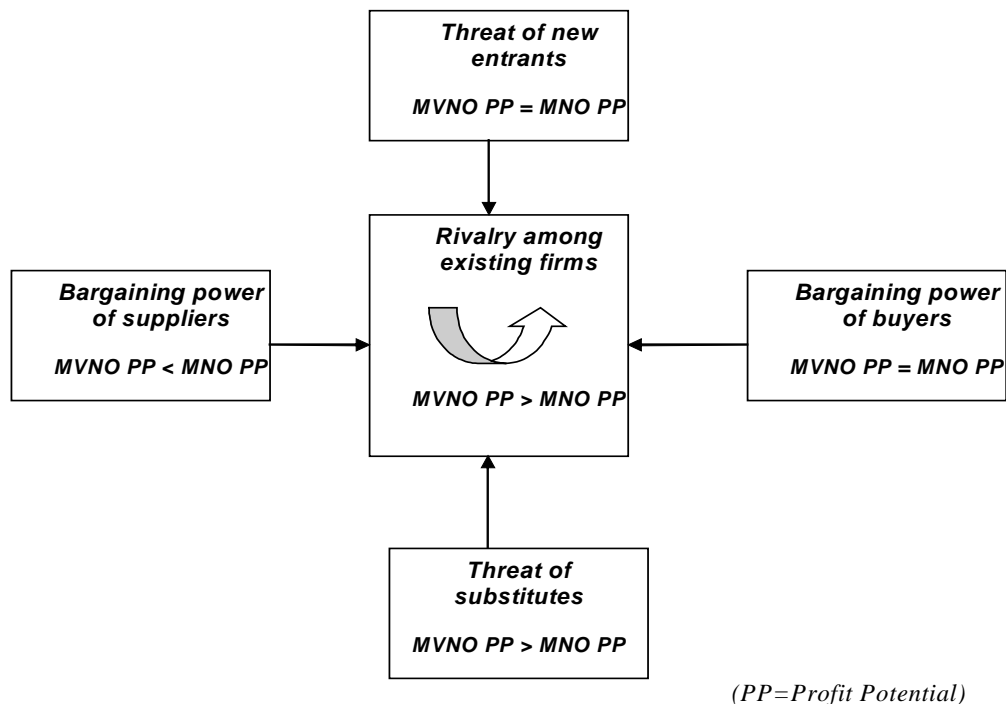 Threat of new
entrants
MVNO PP = MNO PP
Rivalry among
existing firms
MVNO PP > MNO PP
Bargaining power
of suppliers
MVNO PP < MNO PP
Bargaining power
of buyers
MVNO PP = MNO PP
Threat of
substitutes
MVNO PP > MNO PP
(PP=Profit Potential)